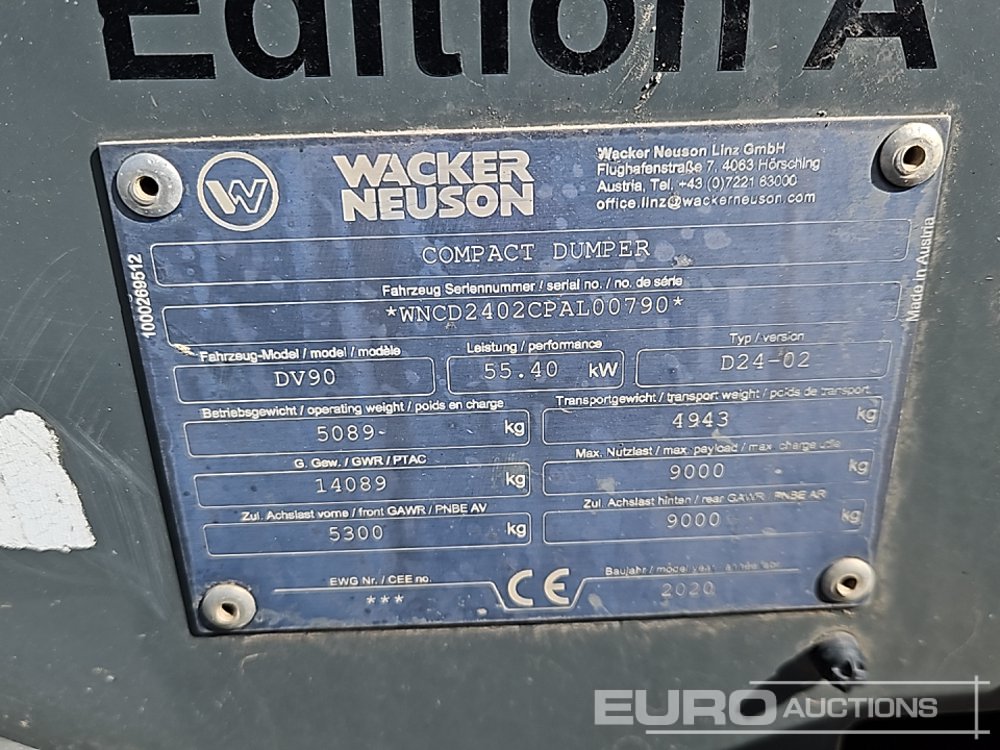 Edition A
WACKER
NEUSON
Wacker Neuson Linz GmbH
Flughafenstraße 7, 4063 Hörsching
Austria, Tel. +43 (0)7221 63000
office.linz@wackerneuson.com
COMPACT DUMPER
Fahrzeug Seriennummer / serial no. / no. de série
*WNCD2402CPAL00790*
1000269512
Made in Austria
Fahrzeug-Model / model / modèle
DV90
Leistung / performance
55.40 kW
Typ / version
D24-02
Betriebsgewicht / operating weight / poids en charge
5089 kg
Transportgewicht / transport weight / poids de transport
4943 kg
G. Gew. / GWR / PTAC
14089 kg
Max. Nutzlast / max. payload / max. charge utile
9000 kg
Zul. Achslast vorne / front GAWR / PNBE AV
5300 kg
Zul. Achslast hinten / rear GAWR / PNBE AR
9000 kg
EWG Nr. / CEE no.
***
CE
Baujahr / model year
2020
EURO AUCTIONS